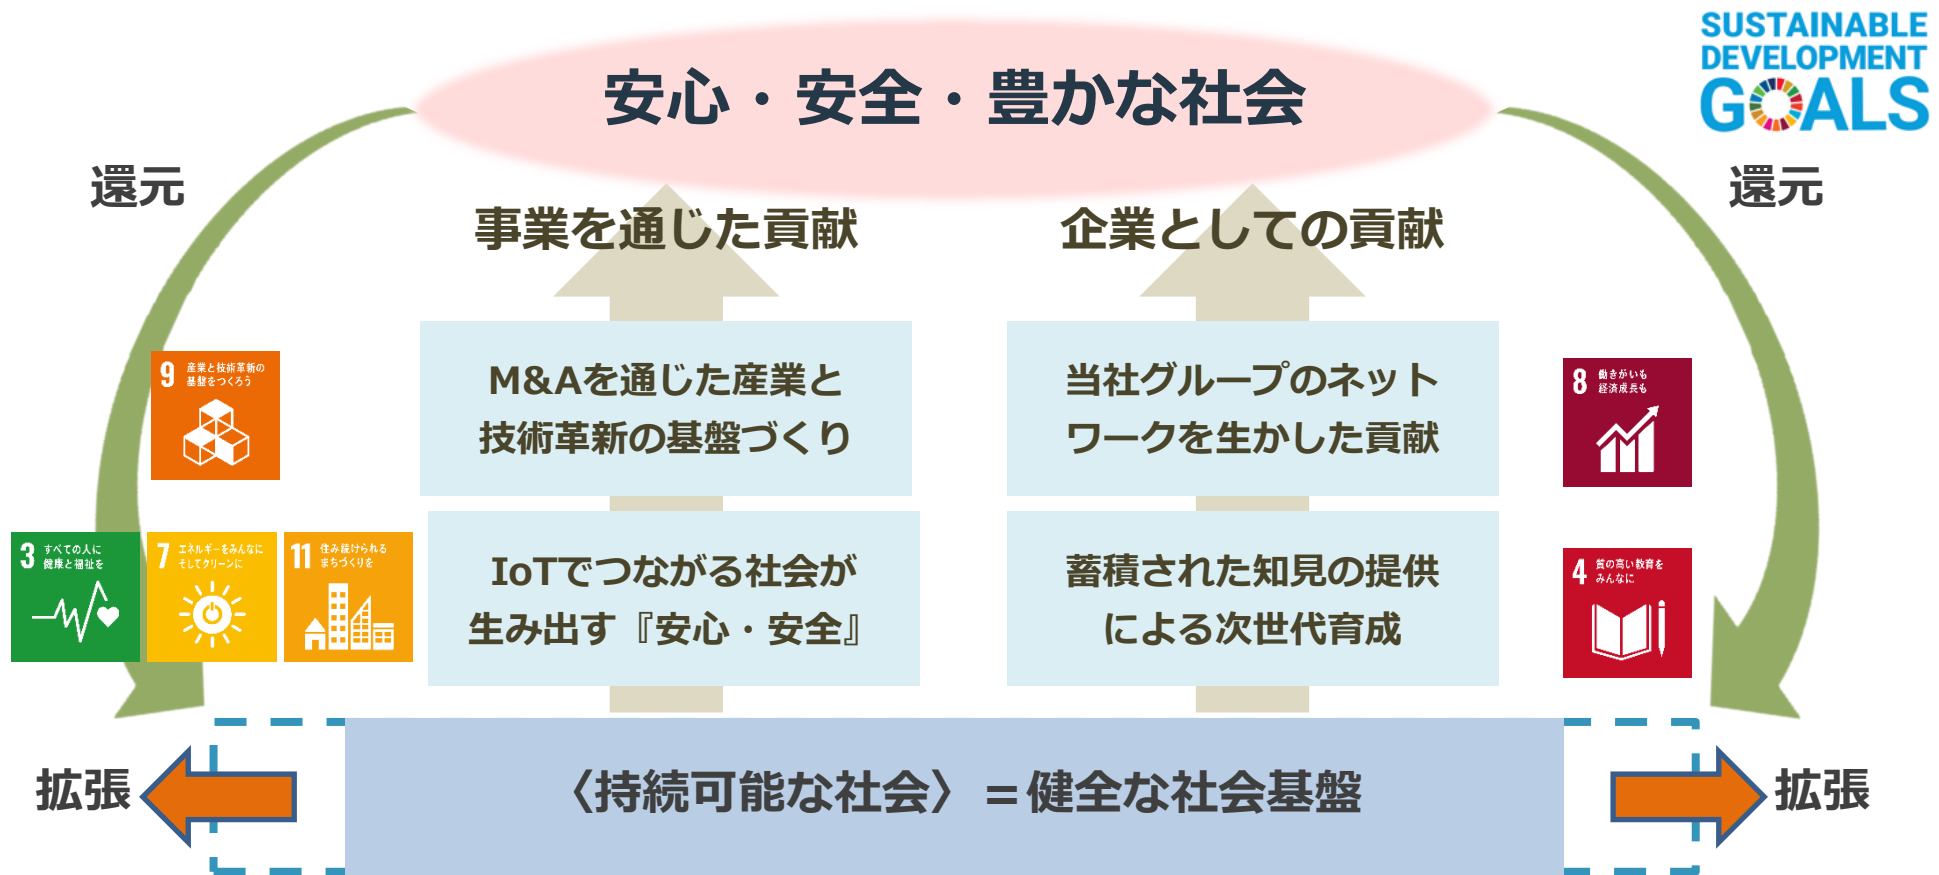 SUSTAINABLE
DEVELOPMENT
GOALS
安心・安全・豊かな社会
還元
還元
事業を通じた貢献
企業としての貢献
9 産業と技術革新の
基盤をつくろう
M&Aを通じた産業と
技術革新の基盤づくり
当社グループのネット
ワークを生かした貢献
8 働きがいも
経済成長も
3 すべての人に
健康と福祉を
7 エネルギーをみんなに
そしてクリーンに
11 住み続けられる
まちづくりを
IoTでつながる社会が
生み出す『安心・安全』
蓄積された知見の提供
による次世代育成
4 質の高い教育を
みんなに
拡張
〈持続可能な社会〉＝健全な社会基盤
拡張